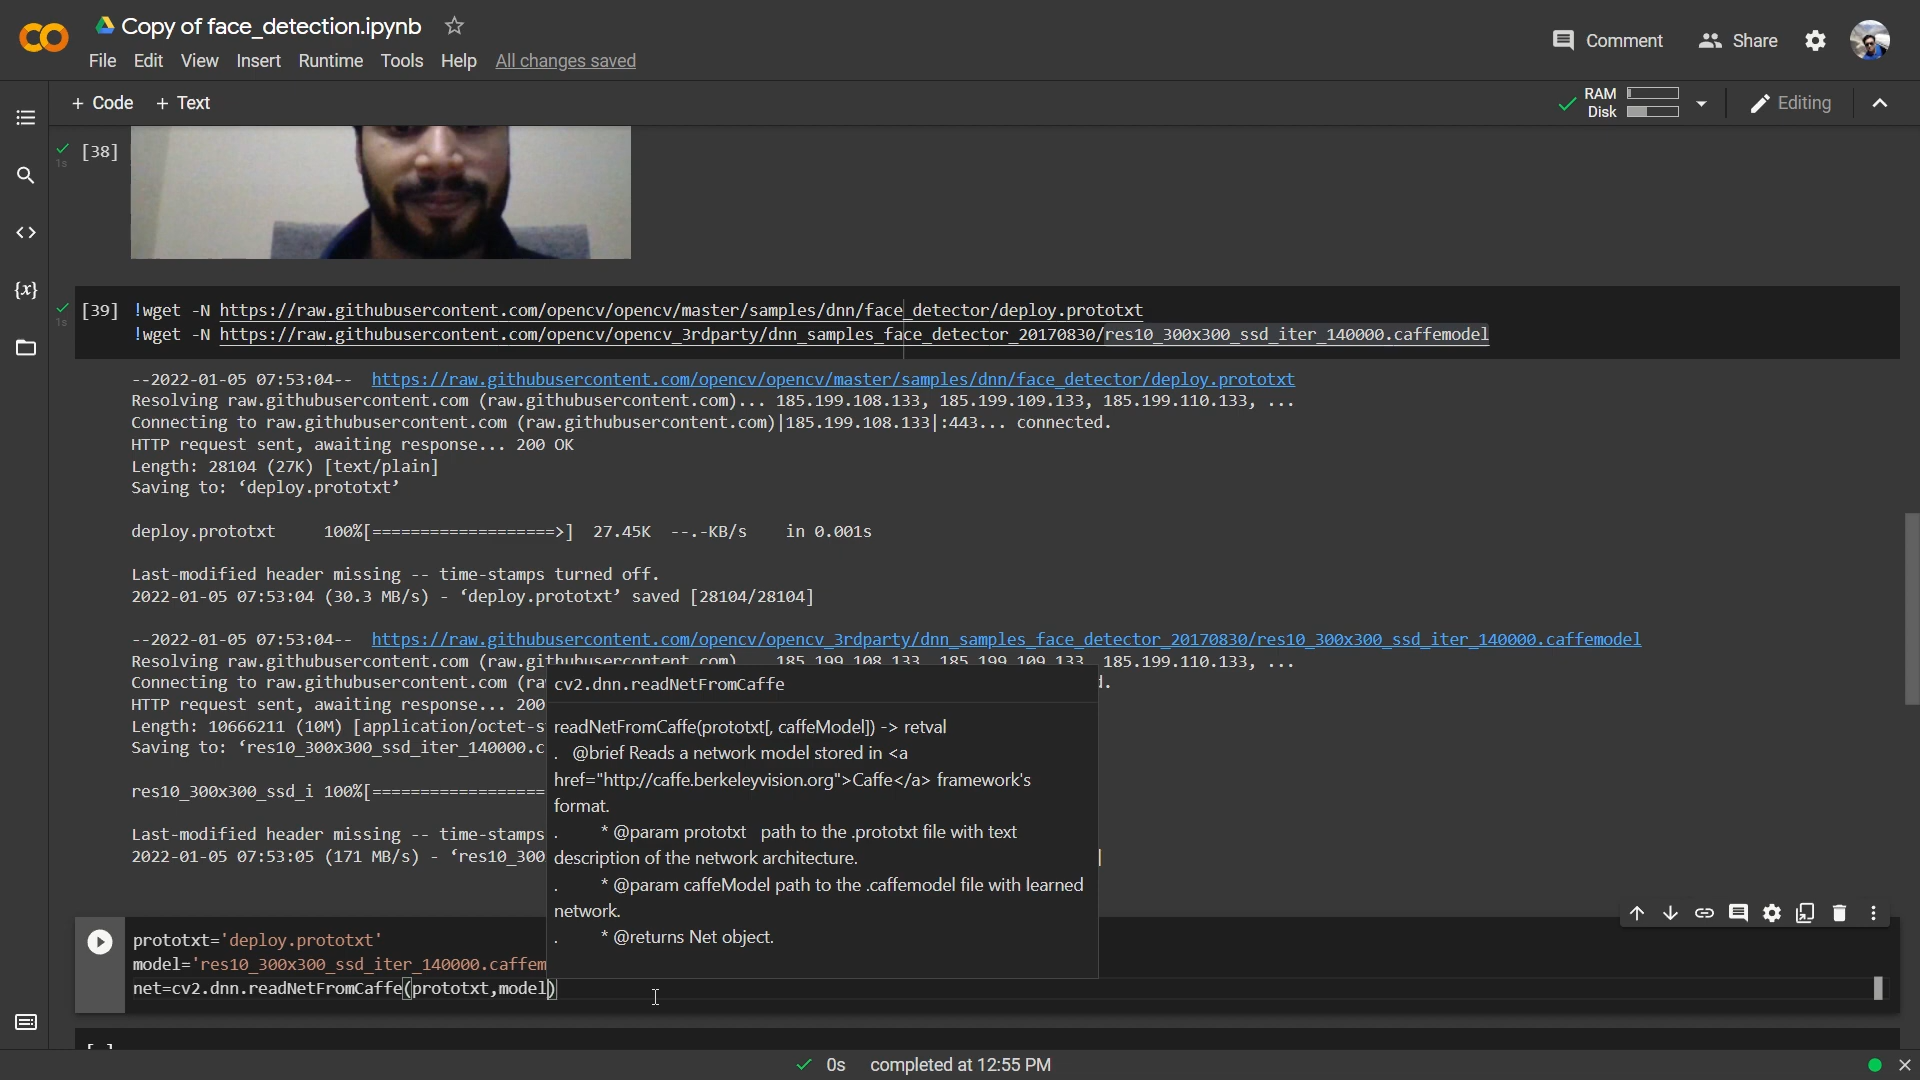 Copy of face_detection.ipynb
File Edit View Insert Runtime Tools Help All changes saved
Comment Share
+ Code + Text
RAM
Disk
Editing
[38]
1s
[39] !wget -N https://raw.githubusercontent.com/opencv/opencv/master/samples/dnn/face_detector/deploy.prototxt
1s
!wget -N https://raw.githubusercontent.com/opencv/opencv_3rdparty/dnn_samples_face_detector_20170830/res10_300x300_ssd_iter_140000.caffemodel
--2022-01-05 07:53:04-- https://raw.githubusercontent.com/opencv/opencv/master/samples/dnn/face_detector/deploy.prototxt
Resolving raw.githubusercontent.com (raw.githubusercontent.com)... 185.199.108.133, 185.199.109.133, 185.199.110.133, ...
Connecting to raw.githubusercontent.com (raw.githubusercontent.com)|185.199.108.133|:443... connected.
HTTP request sent, awaiting response... 200 OK
Length: 28104 (27K) [text/plain]
Saving to: ‘deploy.prototxt’
deploy.prototxt 100%[===================>] 27.45K --.-KB/s in 0.001s
Last-modified header missing -- time-stamps turned off.
2022-01-05 07:53:04 (30.3 MB/s) - ‘deploy.prototxt’ saved [28104/28104]
--2022-01-05 07:53:04-- https://raw.githubusercontent.com/opencv/opencv_3rdparty/dnn_samples_face_detector_20170830/res10_300x300_ssd_iter_140000.caffemodel
Resolving raw.githubusercontent.com (raw.githubusercontent.com)... 185.199.108.133, 185.199.109.133, 185.199.110.133, ...
Connecting to raw.githubusercontent.com (ra
HTTP request sent, awaiting response... 200
Length: 10666211 (10M) [application/octet-s
Saving to: ‘res10_300x300_ssd_iter_140000.c
res10_300x300_ssd_i 100%[==================
Last-modified header missing -- time-stamps
2022-01-05 07:53:05 (171 MB/s) - ‘res10_300
cv2.dnn.readNetFromCaffe
readNetFromCaffe(prototxt[, caffeModel]) -> retval
. @brief Reads a network model stored in <a
href="http://caffe.berkeleyvision.org">Caffe</a> framework's
format.
. * @param prototxt path to the .prototxt file with text
description of the network architecture.
. * @param caffeModel path to the .caffemodel file with learned
network.
. * @returns Net object.
prototxt='deploy.prototxt'
model='res10_300x300_ssd_iter_140000.caffem
net=cv2.dnn.readNetFromCaffe(prototxt,model)
0s completed at 12:55 PM